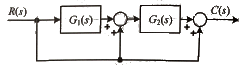 R(s)
G₁(s)
G₂(s)
C(s)
+
+
+
+